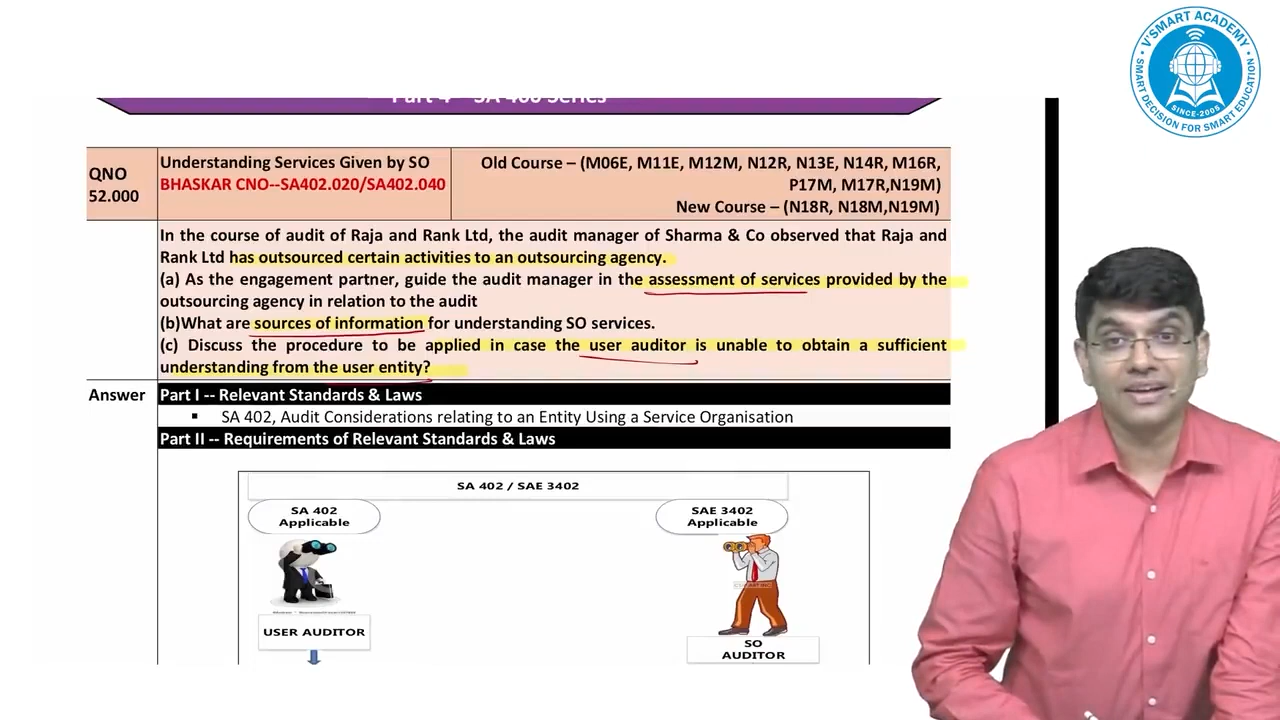 V'SMART ACADEMY
SMART DECISION FOR SMART EDUCATION
SINCE-2008
Part 4 – SA 400 Series
QNO
52.000
Understanding Services Given by SO
BHASKAR CNO--SA402.020/SA402.040
Old Course – (M06E, M11E, M12M, N12R, N13E, N14R, M16R,
P17M, M17R,N19M)
New Course – (N18R, N18M,N19M)
In the course of audit of Raja and Rank Ltd, the audit manager of Sharma & Co observed that Raja and
Rank Ltd has outsourced certain activities to an outsourcing agency.
(a) As the engagement partner, guide the audit manager in the assessment of services provided by the
outsourcing agency in relation to the audit
(b)What are sources of information for understanding SO services.
(c) Discuss the procedure to be applied in case the user auditor is unable to obtain a sufficient
understanding from the user entity?
Answer
Part I -- Relevant Standards & Laws
▪ SA 402, Audit Considerations relating to an Entity Using a Service Organisation
Part II -- Requirements of Relevant Standards & Laws
SA 402 / SAE 3402
SA 402
Applicable
SAE 3402
Applicable
USER AUDITOR
SO
AUDITOR